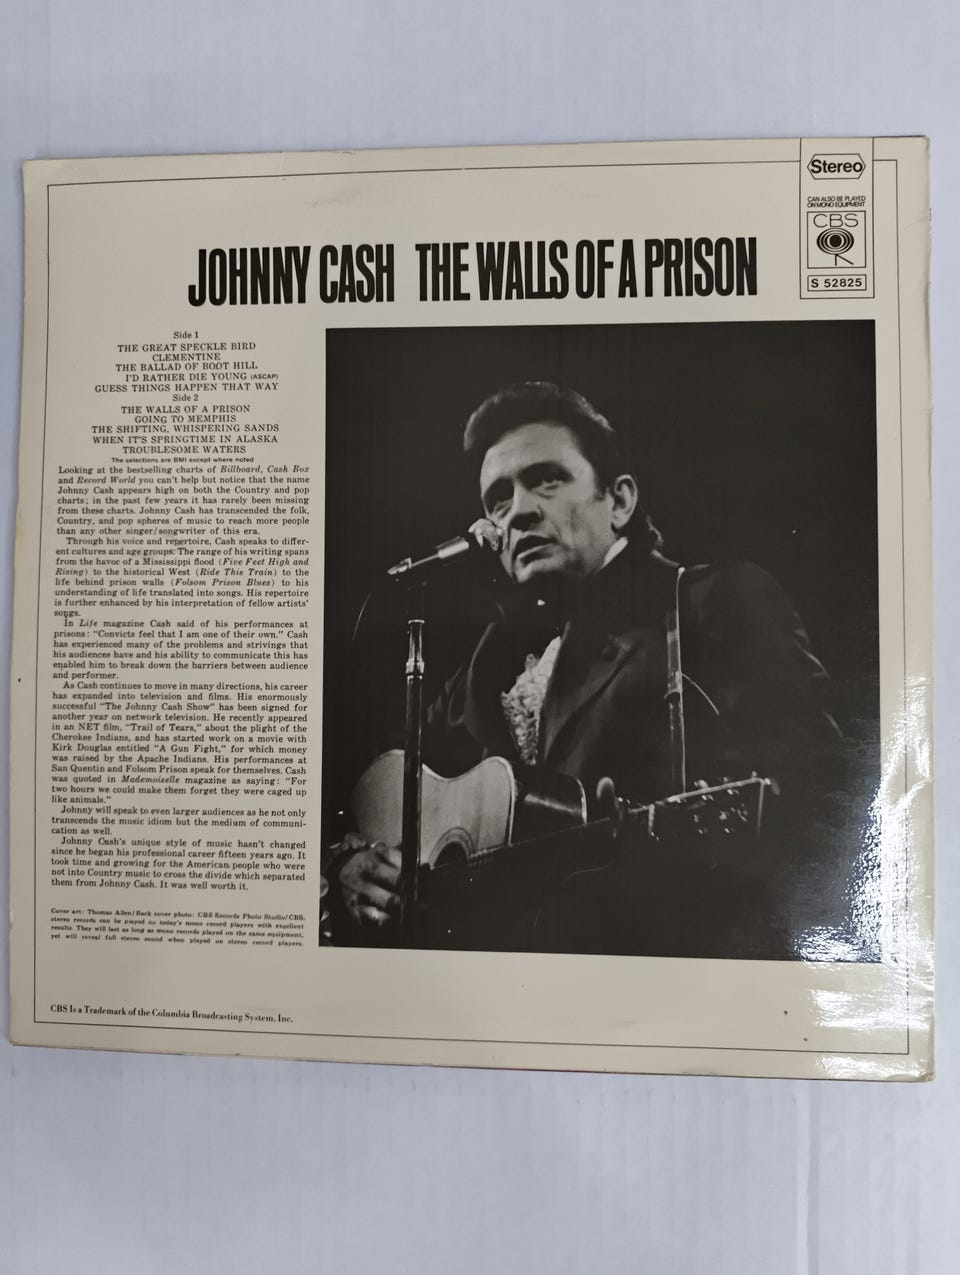 Stereo
CAN ALSO BE PLAYED
ON MONO EQUIPMENT
CBS
S 52825
JOHNNY CASH THE WALLS OF A PRISON
Side 1
THE GREAT SPECKLE BIRD
CLEMENTINE
THE BALLAD OF BOOT HILL
I'D RATHER DIE YOUNG (ASCAP)
GUESS THINGS HAPPEN THAT WAY
Side 2
THE WALLS OF A PRISON
GOING TO MEMPHIS
THE SHIFTING, WHISPERING SANDS
WHEN IT'S SPRINGTIME IN ALASKA
TROUBLESOME WATERS
The selections are BMI except where noted
Looking at the bestselling charts of Billboard, Cash Box
and Record World you can't help but notice that the name
Johnny Cash appears high on both the Country and pop
charts; in the past few years it has rarely been missing
from these charts. Johnny Cash has transcended the folk,
Country, and pop spheres of music to reach more people
than any other singer/songwriter of this era.
Through his voice and repertoire, Cash speaks to differ-
ent cultures and age groups. The range of his writing spans
from the havoc of a Mississippi flood (Five Feet High and
Rising) to the historical West (Ride This Train) to the
life behind prison walls (Folsom Prison Blues) to his
understanding of life translated into songs. His repertoire
is further enhanced by his interpretation of fellow artists'
songs.
In Life magazine Cash said of his performances at
prisons: "Convicts feel that I am one of their own." Cash
has experienced many of the problems and strivings that
his audiences have and his ability to communicate this has
enabled him to break down the barriers between audience
and performer.
As Cash continues to move in many directions, his career
has expanded into television and films. His enormously
successful "The Johnny Cash Show" has been signed for
another year on network television. He recently appeared
in an NET film, "Trail of Tears," about the plight of the
Cherokee Indians, and has started work on a movie with
Kirk Douglas entitled "A Gun Fight," for which money
was raised by the Apache Indians. His performances at
San Quentin and Folsom Prison speak for themselves. Cash
was quoted in Mademoiselle magazine as saying: "For
two hours we could make them forget they were caged up
like animals."
Johnny will speak to even larger audiences as he not only
transcends the music idiom but the medium of communi-
cation as well.
Johnny Cash's unique style of music hasn't changed
since he began his professional career fifteen years ago. It
took time and growing for the American people who were
not into Country music to cross the divide which separated
them from Johnny Cash. It was well worth it.
Cover art: Thomas Allen/Back cover photo: CBS Records Photo Studio/CBS:
stereo records can be played on today's mono record players with excellent
results. They will last as long as mono records played on the same equipment,
yet will reveal full stereo sound when played on stereo record players.
CBS Is a Trademark of the Columbia Broadcasting System, Inc.